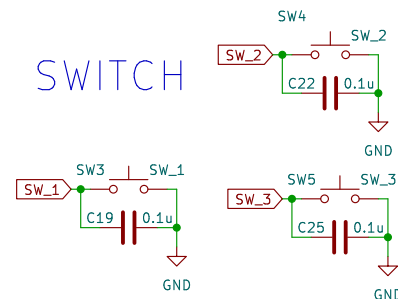 SWITCH
SW4
SW_2
SW_2
C22 0.1u
GND
SW3 SW_1
SW_1
C19 0.1u
GND
SW5 SW_3
SW_3
C25 0.1u
GND